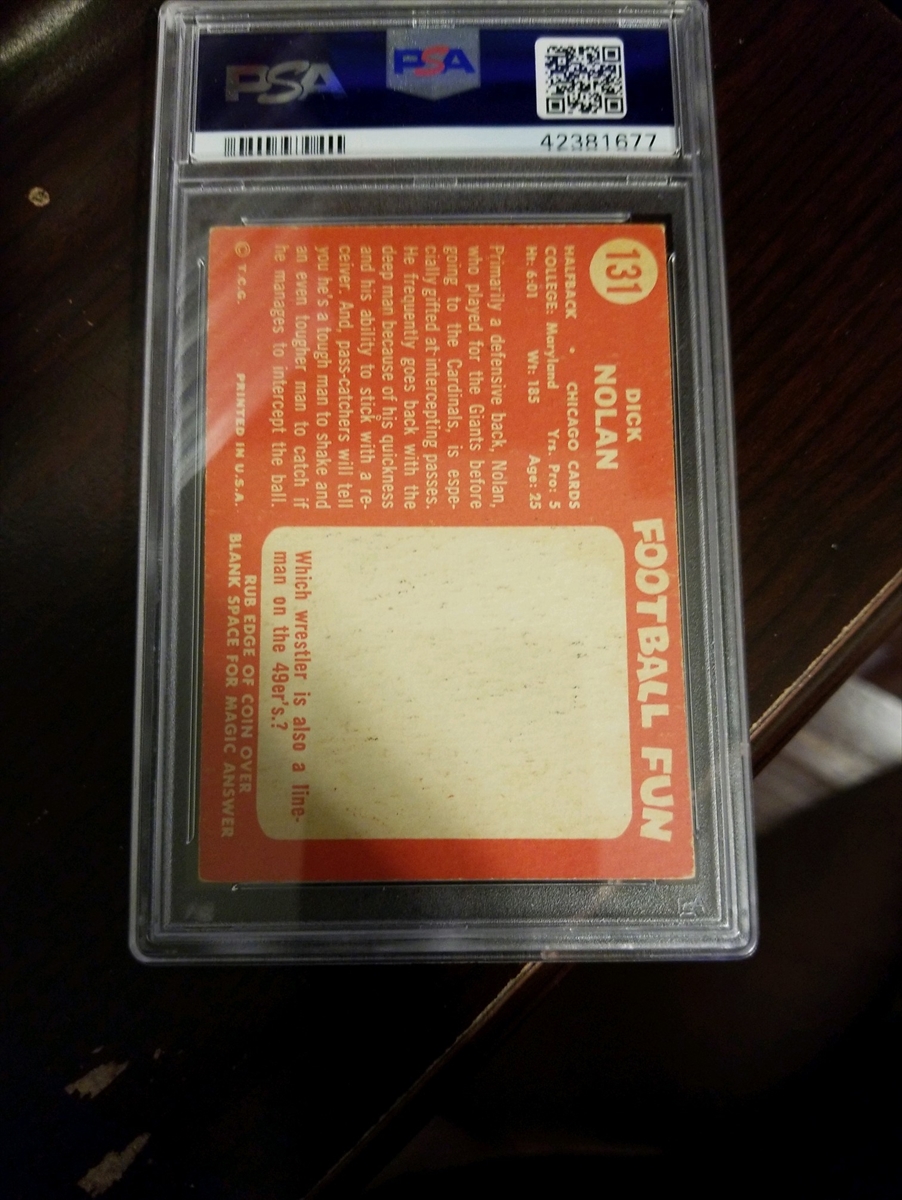 PSA
PSA
42381677
131
DICK
NOLAN
HALFBACK • CHICAGO CARDS
COLLEGE: Maryland Yrs. Pro: 5
Ht: 6-01 Wt: 185 Age: 25
Primarily a defensive back, Nolan,
who played for the Giants before
going to the Cardinals, is espe-
cially gifted at intercepting passes.
He frequently goes back with the
deep man because of his quickness
and his ability to stick with a re-
ceiver. And, pass-catchers will tell
you he's a tough man to shake and
an even tougher man to catch if
he manages to intercept the ball.
© T.C.G. PRINTED IN U.S.A.
FOOTBALL FUN
Which wrestler is also a line-
man on the 49er's.?
RUB EDGE OF COIN OVER
BLANK SPACE FOR MAGIC ANSWER